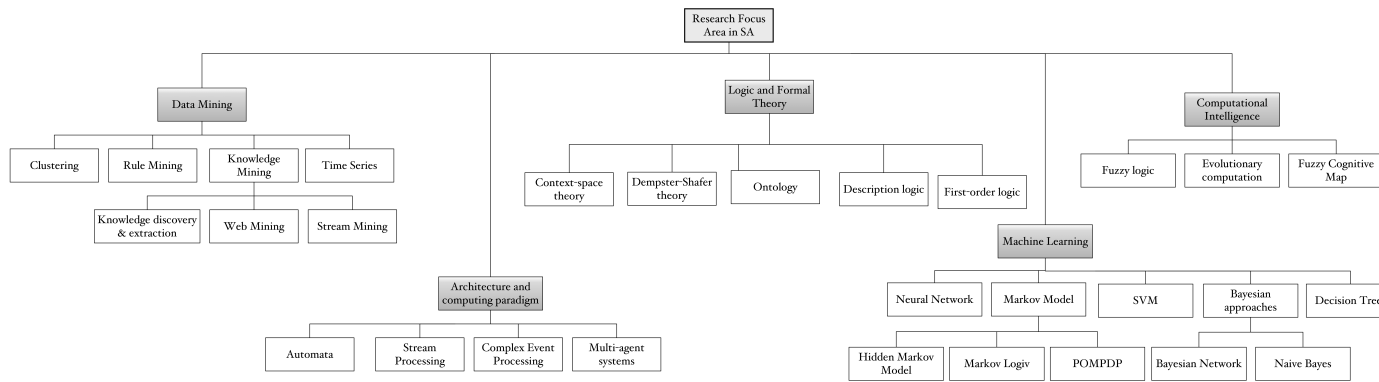 Research Focus
Area in SA
Data Mining
Clustering
Rule Mining
Knowledge
Mining
Time Series
Knowledge discovery
& extraction
Web Mining
Stream Mining
Architecture and
computing paradigm
Automata
Stream
Processing
Complex Event
Processing
Multi-agent
systems
Logic and Formal
Theory
Context-space
theory
Dempster-Shafer
theory
Ontology
Description logic
First-order logic
Machine Learning
Neural Network
Markov Model
SVM
Bayesian
approaches
Decision Tree
Hidden Markov
Model
Markov Logiv
POMPDP
Bayesian Network
Naive Bayes
Computational
Intelligence
Fuzzy logic
Evolutionary
computation
Fuzzy Cognitive
Map